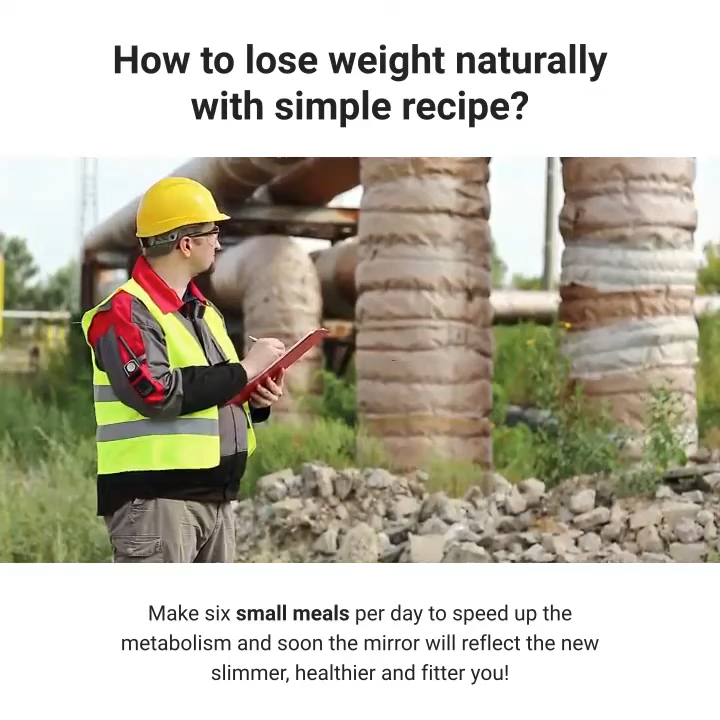 How to lose weight naturally
with simple recipe?
Make six small meals per day to speed up the
metabolism and soon the mirror will reflect the new
slimmer, healthier and fitter you!